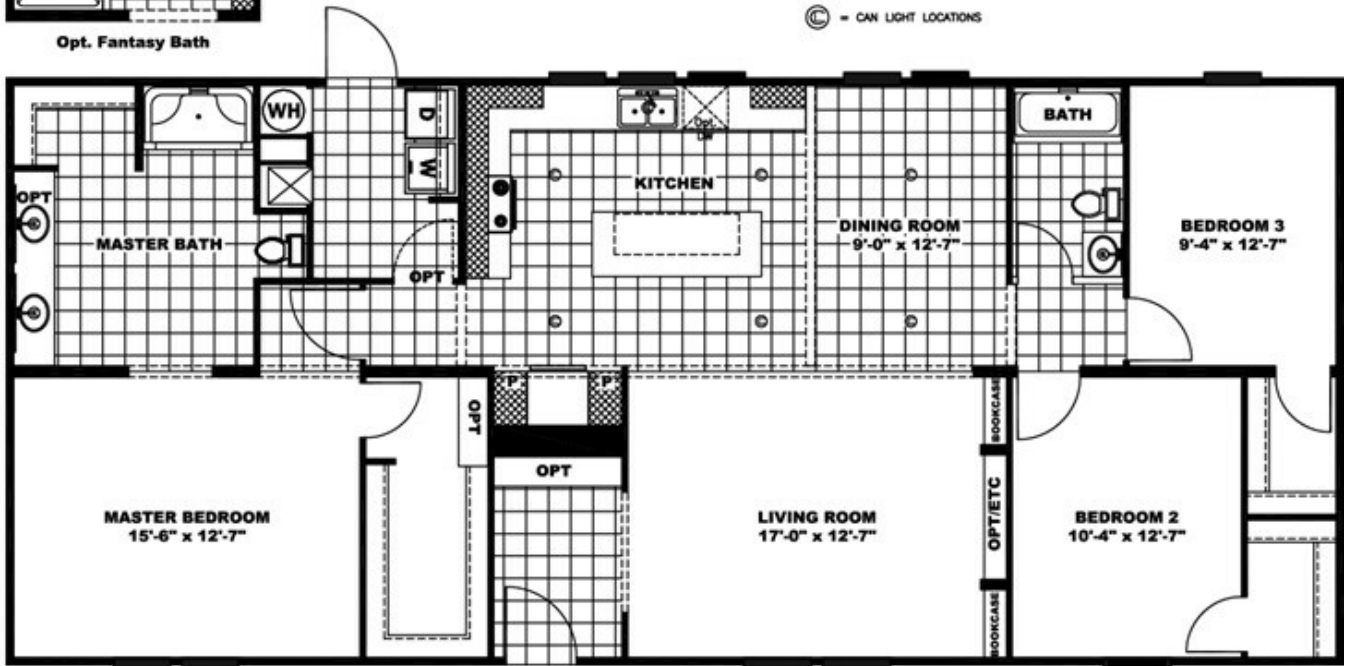 Opt. Fantasy Bath
© = CAN LIGHT LOCATIONS
WH
D
W
OPT
MASTER BATH
OPT
KITCHEN
Opt.
DW
DINING ROOM
9'-0" x 12'-7"
BATH
BEDROOM 3
9'-4" x 12'-7"
C
C
C
C
C
C
P
P
OPT
OPT
MASTER BEDROOM
15'-6" x 12'-7"
LIVING ROOM
17'-0" x 12'-7"
BOOKCASE
OPT/ETC
BOOKCASE
BEDROOM 2
10'-4" x 12'-7"